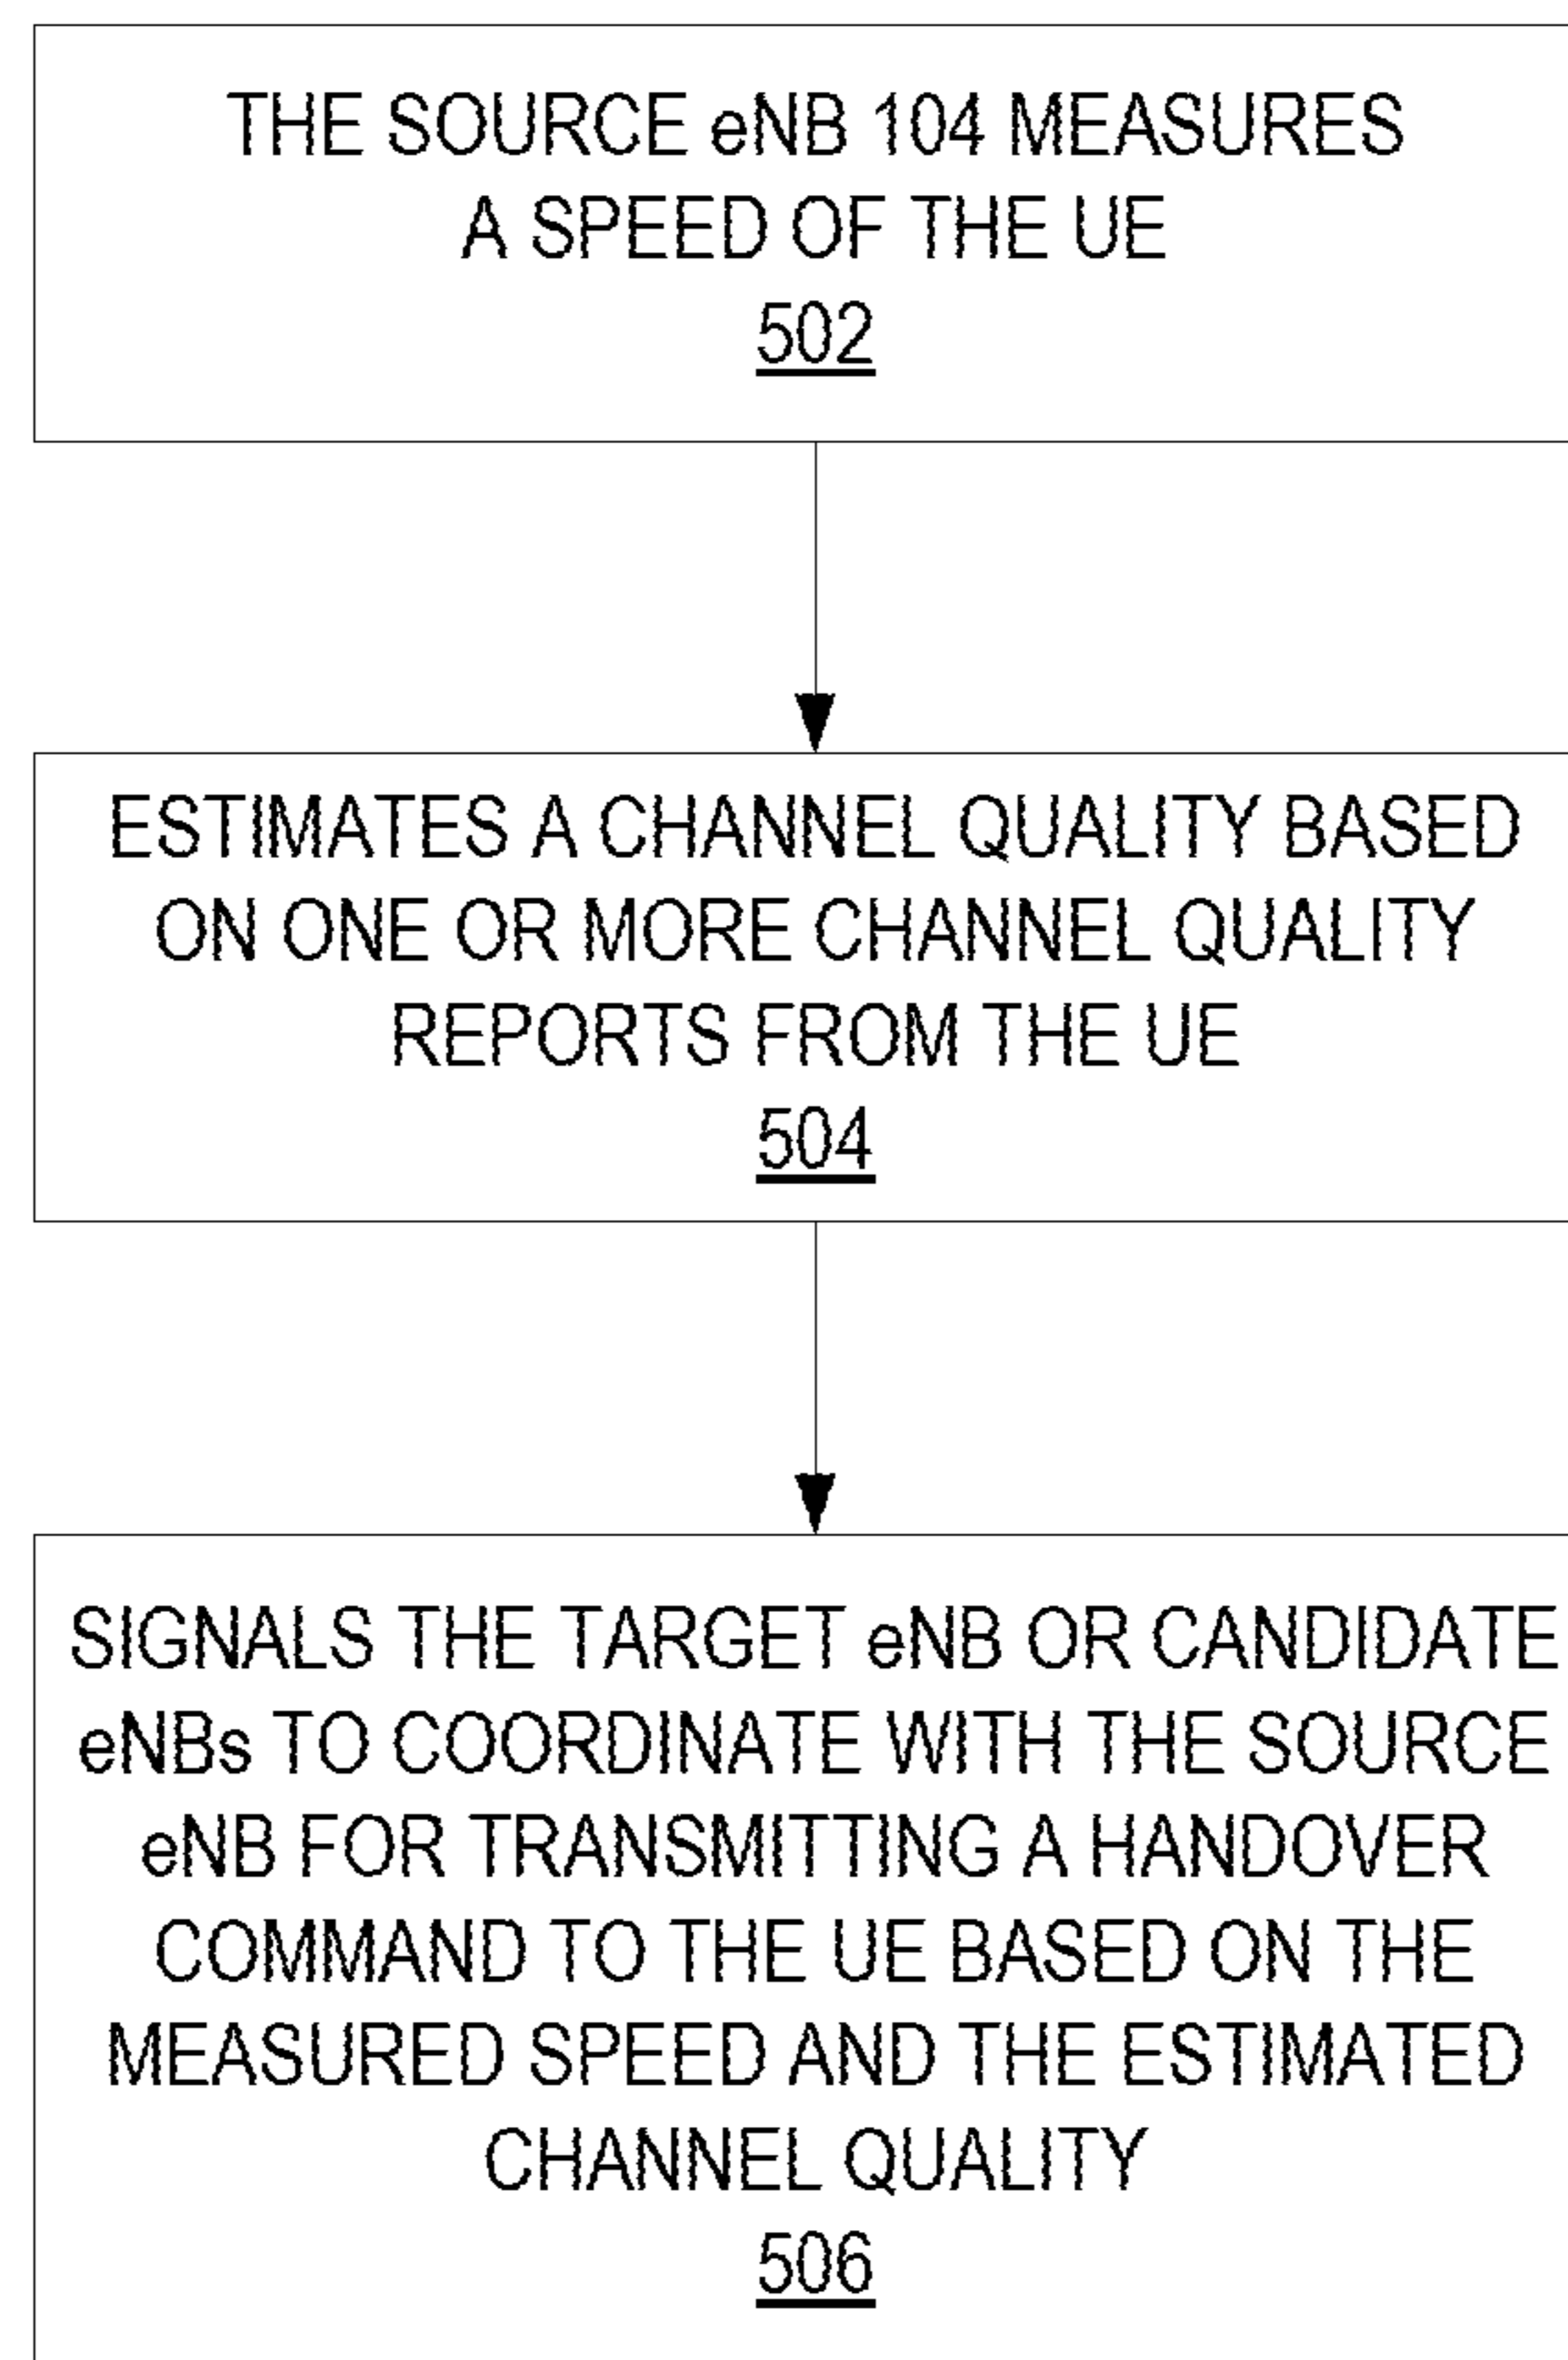 THE SOURCE eNB 104 MEASURES
A SPEED OF THE UE
502
ESTIMATES A CHANNEL QUALITY BASED
ON ONE OR MORE CHANNEL QUALITY
REPORTS FROM THE UE
504
SIGNALS THE TARGET eNB OR CANDIDATE
eNBs TO COORDINATE WITH THE SOURCE
eNB FOR TRANSMITTING A HANDOVER
COMMAND TO THE UE BASED ON THE
MEASURED SPEED AND THE ESTIMATED
CHANNEL QUALITY
506